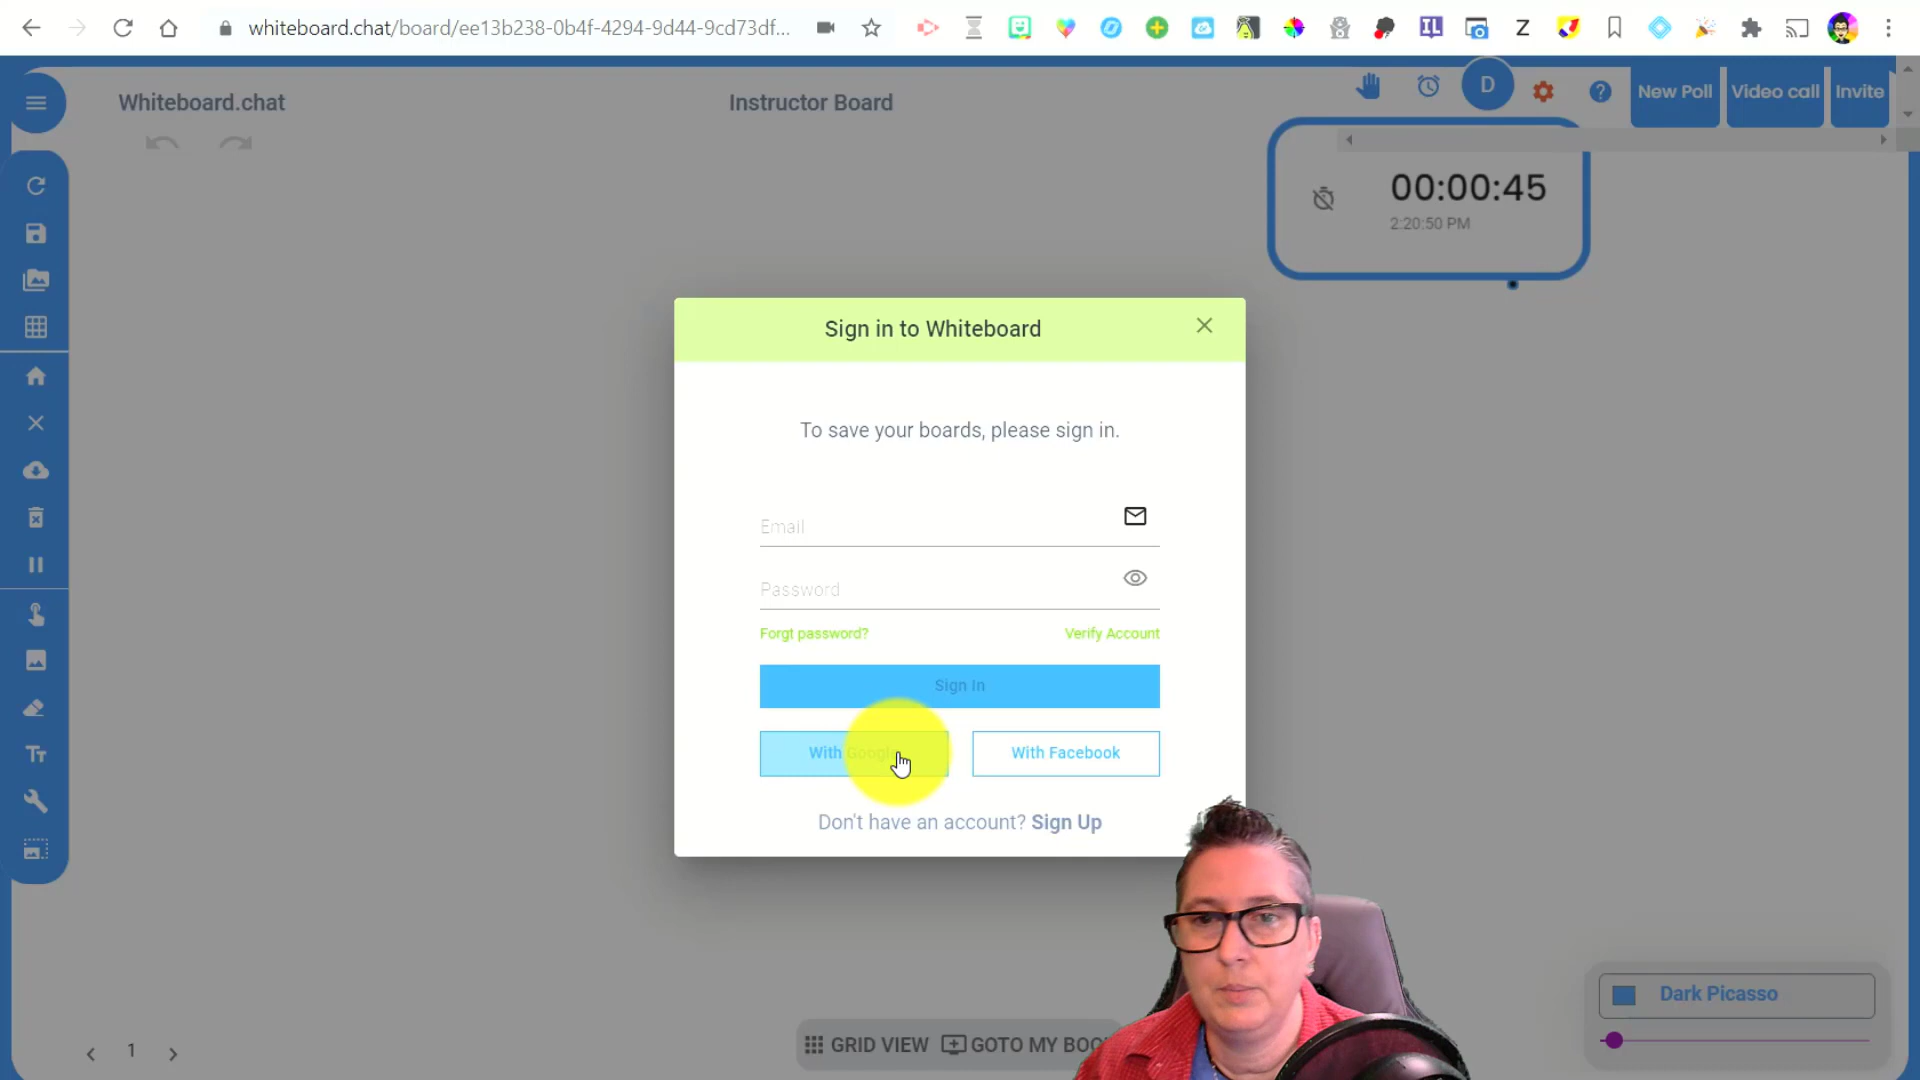 whiteboard.chat/board/ee13b238-0b4f-4294-9d44-9cd73df...
IL
Z
Whiteboard.chat
Instructor Board
D
New Poll
Video call
Invite
00:00:45
2:20:50 PM
Sign in to Whiteboard
To save your boards, please sign in.
Email
Password
Forgt password?
Verify Account
Sign In
With Google
With Facebook
Don't have an account? Sign Up
Tт
Dark Picasso
1
GRID VIEW
GOTO MY BOO